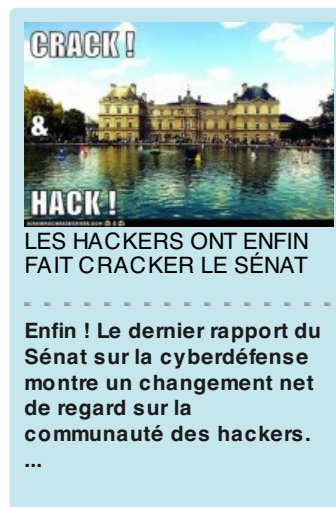 CRACK !
&
HACK !
LES HACKERS ONT ENFIN
FAIT CRACKER LE SÉNAT
Enfin ! Le dernier rapport du
Sénat sur la cyberdéfense
montre un changement net
de regard sur la
communauté des hackers.
...